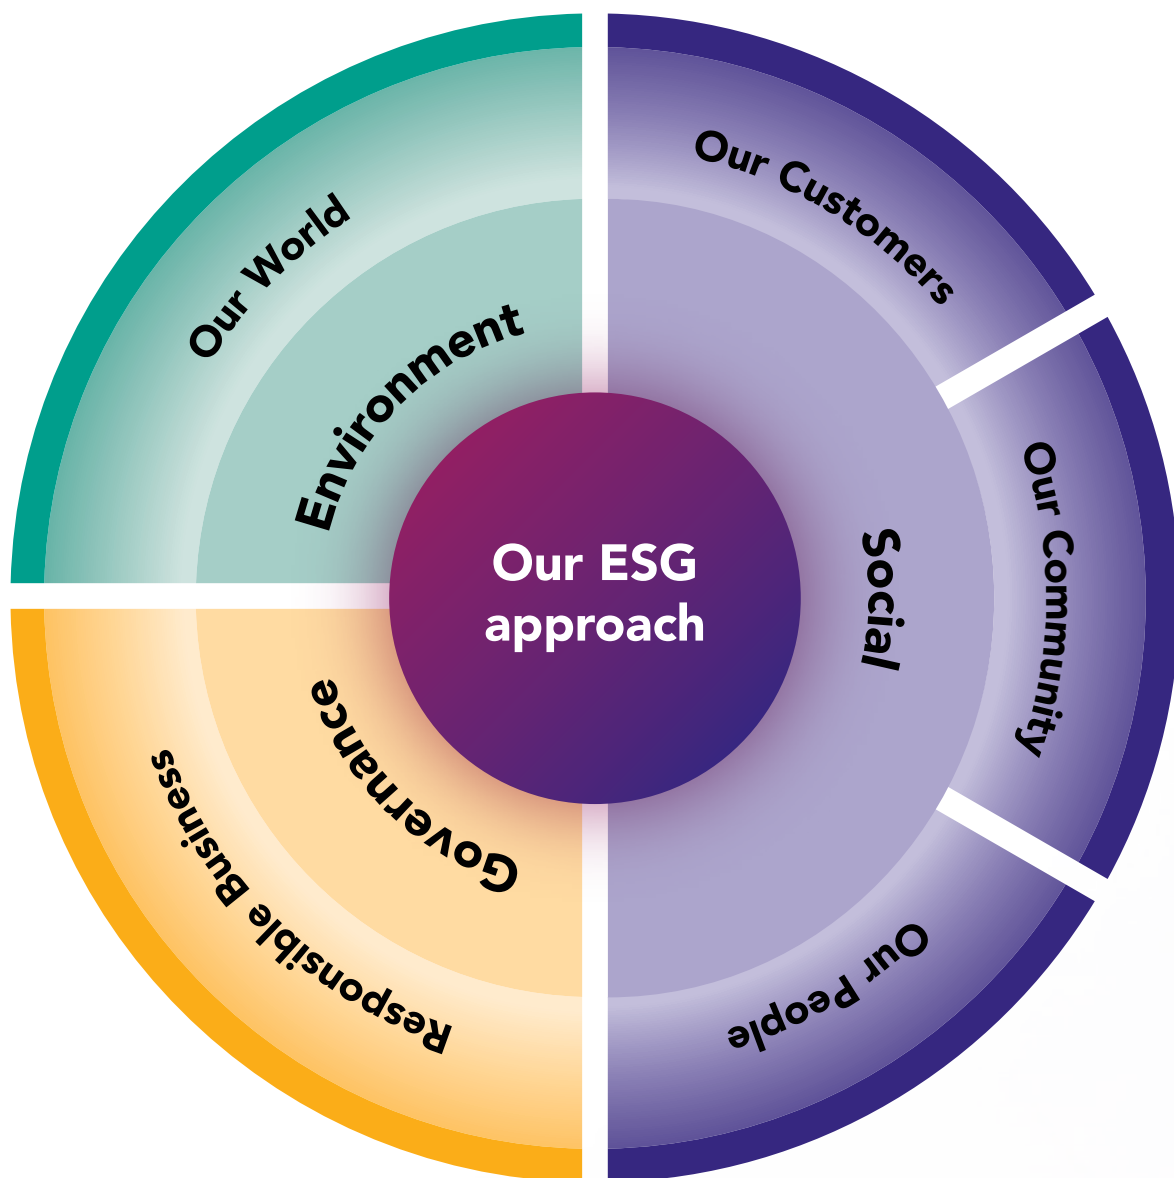 Our ESG
approach
Environment
Our World
Social
Our Customers
Our Community
Our People
Governance
Responsible Business